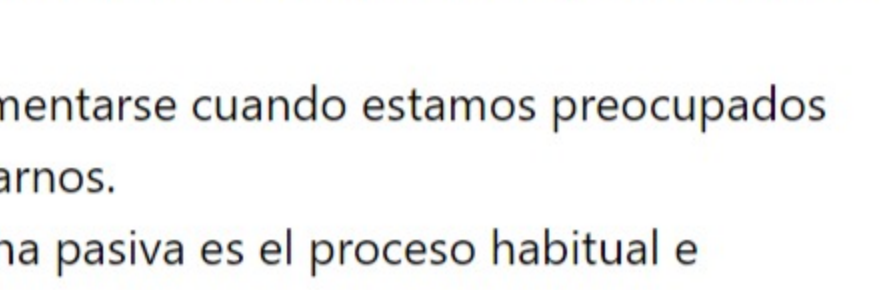 mentarse cuando estamos preocupados
arnos.
na pasiva es el proceso habitual e